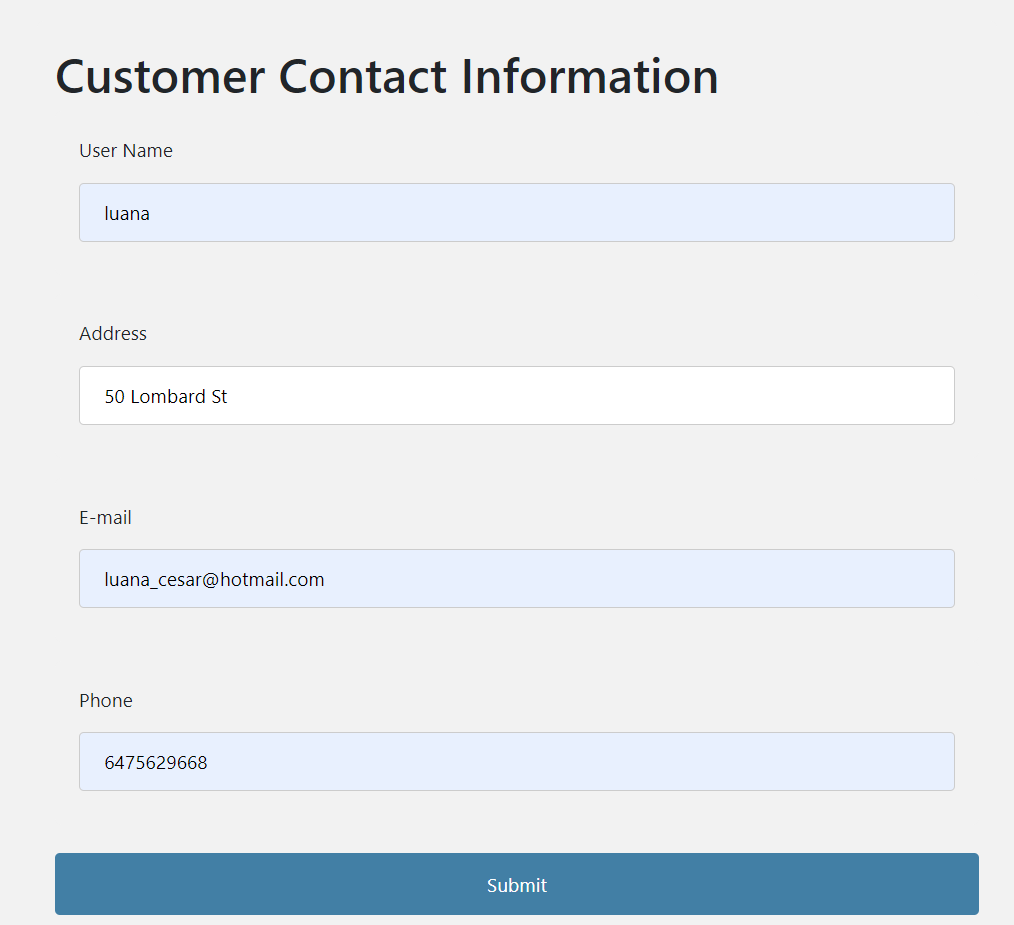 Customer Contact Information
User Name
luana
Address
50 Lombard St
E-mail
luana_cesar@hotmail.com
Phone
6475629668
Submit